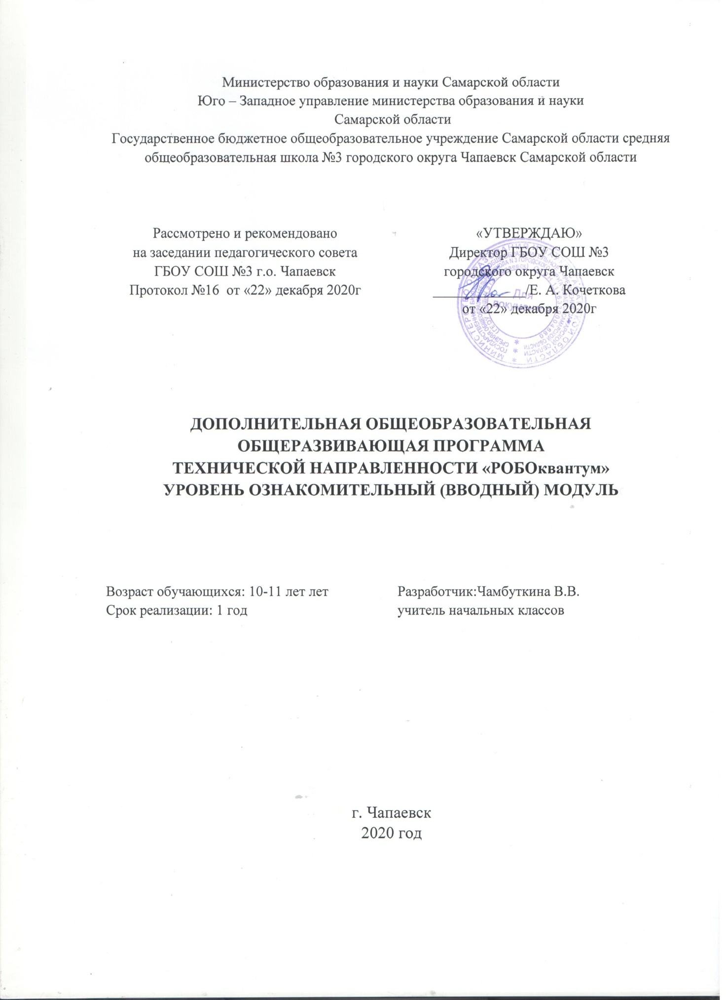 Министерство образования и науки Самарской области
Юго – Западное управление министерства образования и науки
Самарской области
Государственное бюджетное общеобразовательное учреждение Самарской области средняя
общеобразовательная школа №3 городского округа Чапаевск Самарской области
Рассмотрено и рекомендовано
на заседании педагогического совета
ГБОУ СОШ №3 г.о. Чапаевск
Протокол №16 от «22» декабря 2020г
«УТВЕРЖДАЮ»
Директор ГБОУ СОШ №3
городского округа Чапаевск
/Е. А. Кочеткова
от «22» декабря 2020г
Для
ДОПОЛНИТЕЛЬНАЯ ОБЩЕОБРАЗОВАТЕЛЬНАЯ
ОБЩЕРАЗВИВАЮЩАЯ ПРОГРАММА
ТЕХНИЧЕСКОЙ НАПРАВЛЕННОСТИ «РОБОквантум»
УРОВЕНЬ ОЗНАКОМИТЕЛЬНЫЙ (ВВОДНЫЙ) МОДУЛЬ
Возраст обучающихся: 10-11 лет лет
Срок реализации: 1 год
Разработчик:Чамбуткина В.В.
учитель начальных классов
г. Чапаевск
2020 год